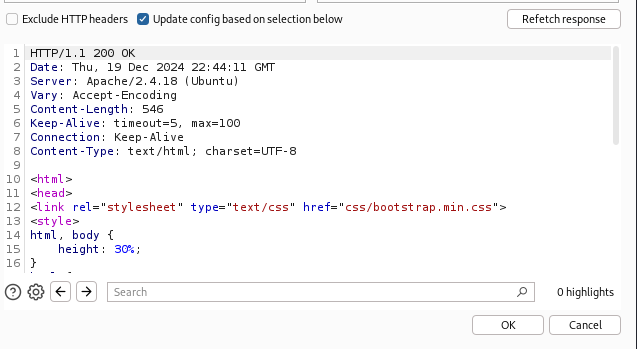 Exclude HTTP headers Update config based on selection below Refetch response
1 HTTP/1.1 200 OK
2 Date: Thu, 19 Dec 2024 22:44:11 GMT
3 Server: Apache/2.4.18 (Ubuntu)
4 Vary: Accept-Encoding
5 Content-Length: 546
6 Keep-Alive: timeout=5, max=100
7 Connection: Keep-Alive
8 Content-Type: text/html; charset=UTF-8
9
10 <html>
11 <head>
12 <link rel="stylesheet" type="text/css" href="css/bootstrap.min.css">
13 <style>
14 html, body {
15     height: 30%;
16 }
Search 0 highlights
OK Cancel